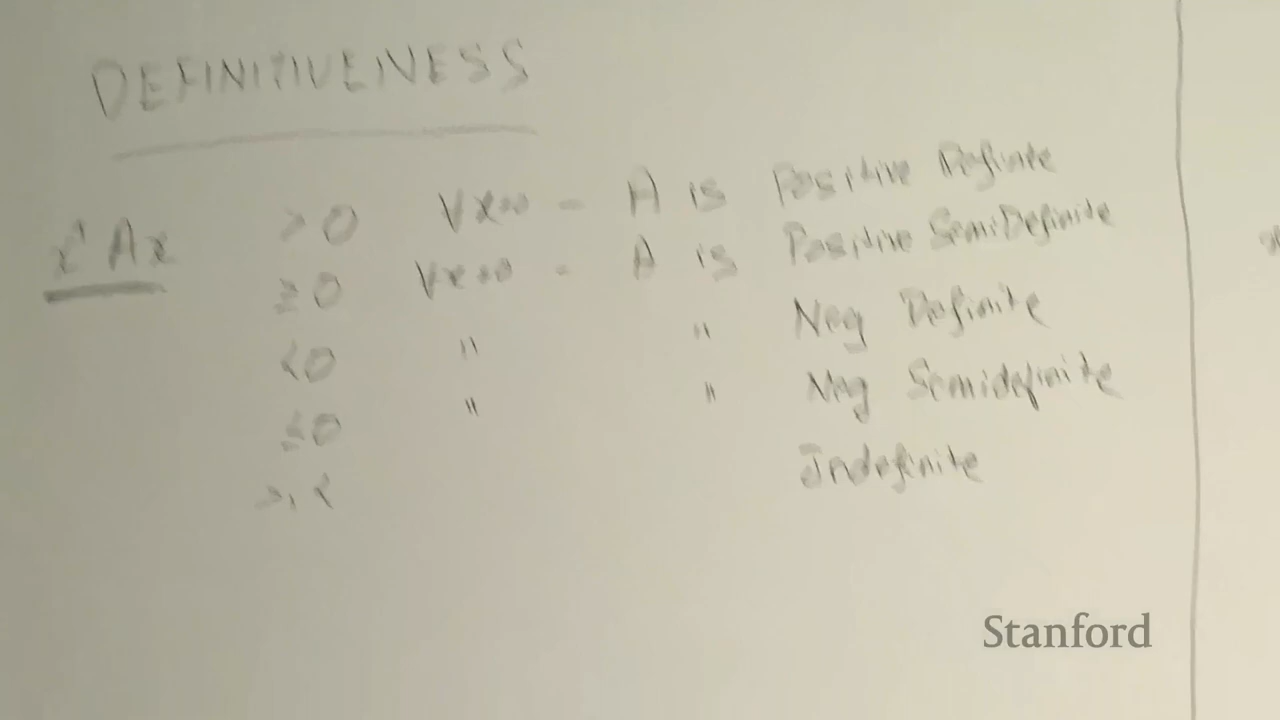 DEFINITIVENESS
xᵀAx >0 ∀x≠0 - A is Positive Definite
≥0 ∀x≠0 - A is Positive SemiDefinite
<0 " " Neg Definite
≤0 " " Neg Semidefinite
>, < Indefinite
Stanford